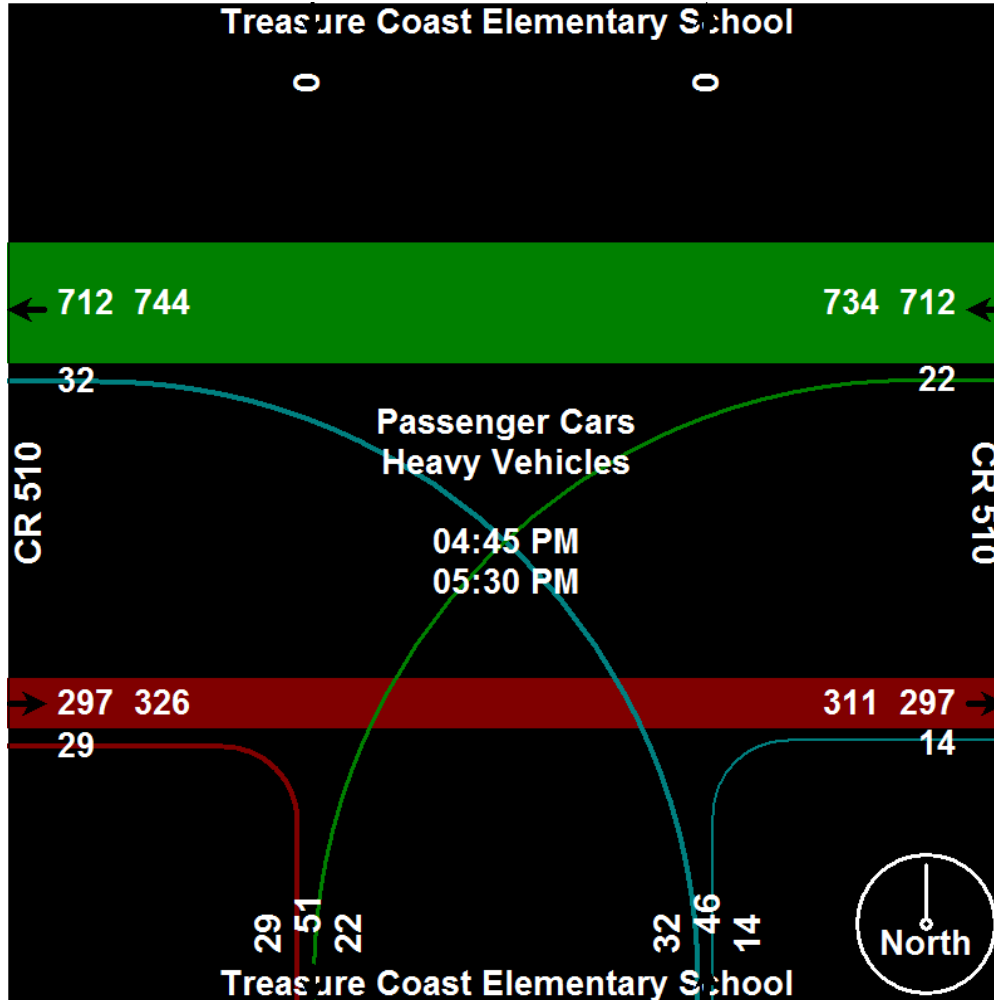 Treasure Coast Elementary School
0 0
712 744 734 712
32 22
Passenger Cars
Heavy Vehicles
CR 510 CR 510
04:45 PM
05:30 PM
297 326 311 297
29 14
29 51 22 32 46 14
North
Treasure Coast Elementary School